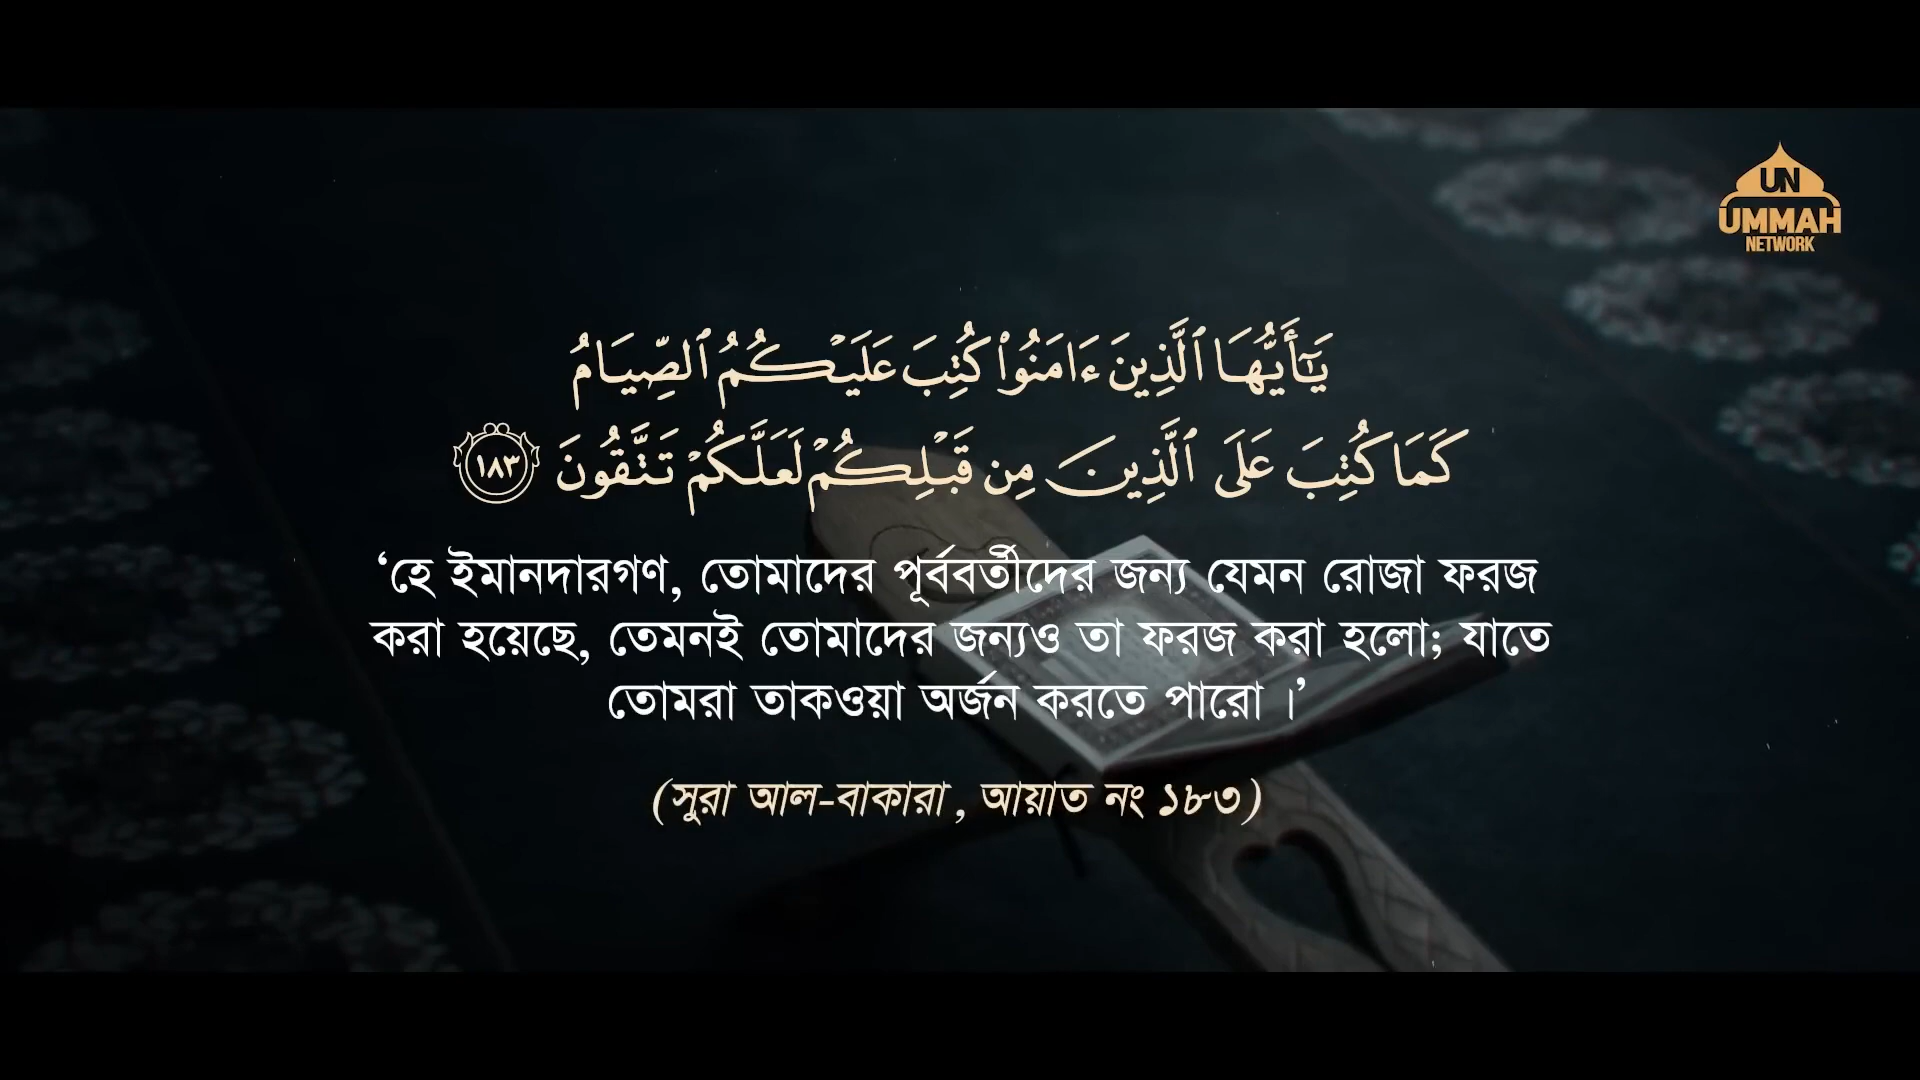 UN
UMMAH
NETWORK
يَٰٓأَيُّهَا ٱلَّذِينَ ءَامَنُوا۟ كُتِبَ عَلَيْكُمُ ٱلصِّيَامُ
كَمَا كُتِبَ عَلَى ٱلَّذِينَ مِن قَبْلِكُمْ لَعَلَّكُمْ تَتَّقُونَ ١٨٣
‘হে ইমানদারগণ, তোমাদের পূর্ববর্তীদের জন্য যেমন রোজা ফরজ
করা হয়েছে, তেমনই তোমাদের জন্যও তা ফরজ করা হলো; যাতে
তোমরা তাকওয়া অর্জন করতে পারো।’
(সুরা আল-বাকারা, আয়াত নং ১৮৩)